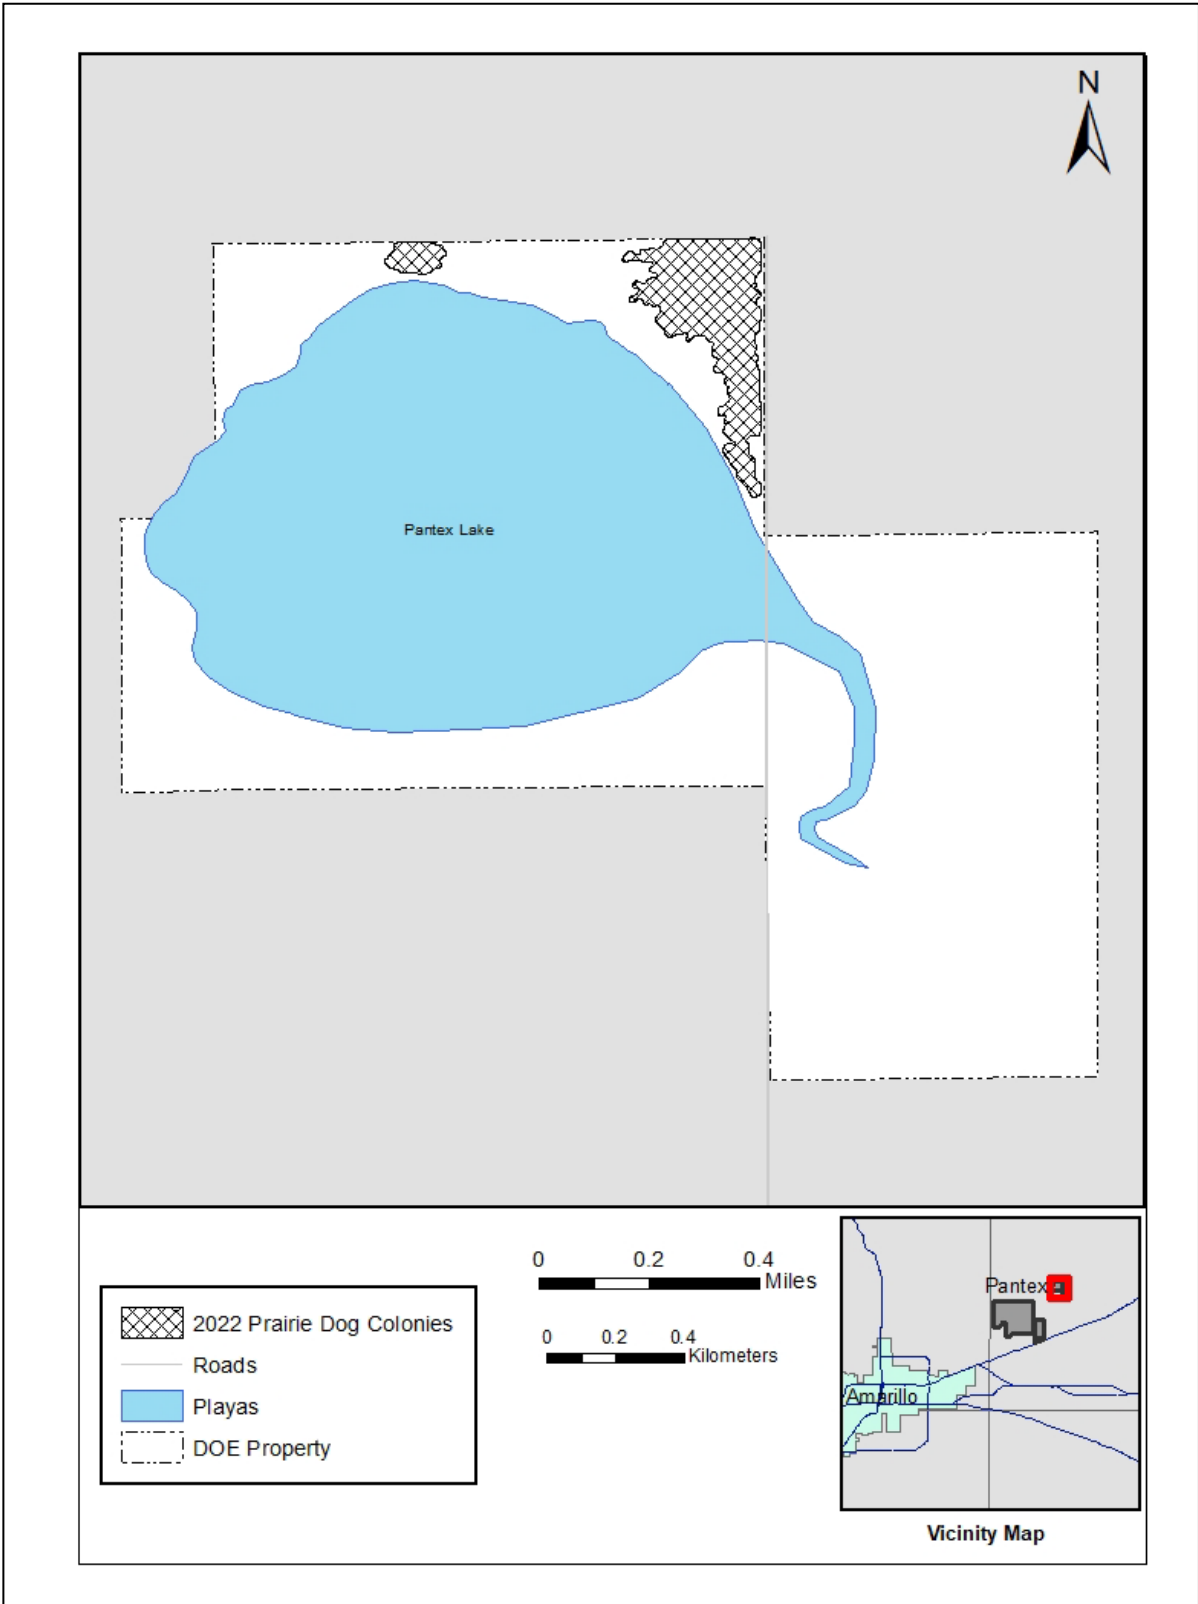 N
Pantex Lake
0 0.2 0.4
Miles
0 0.2 0.4
Kilometers
2022 Prairie Dog Colonies
Roads
Playas
DOE Property
Pantex
Amarillo
Vicinity Map